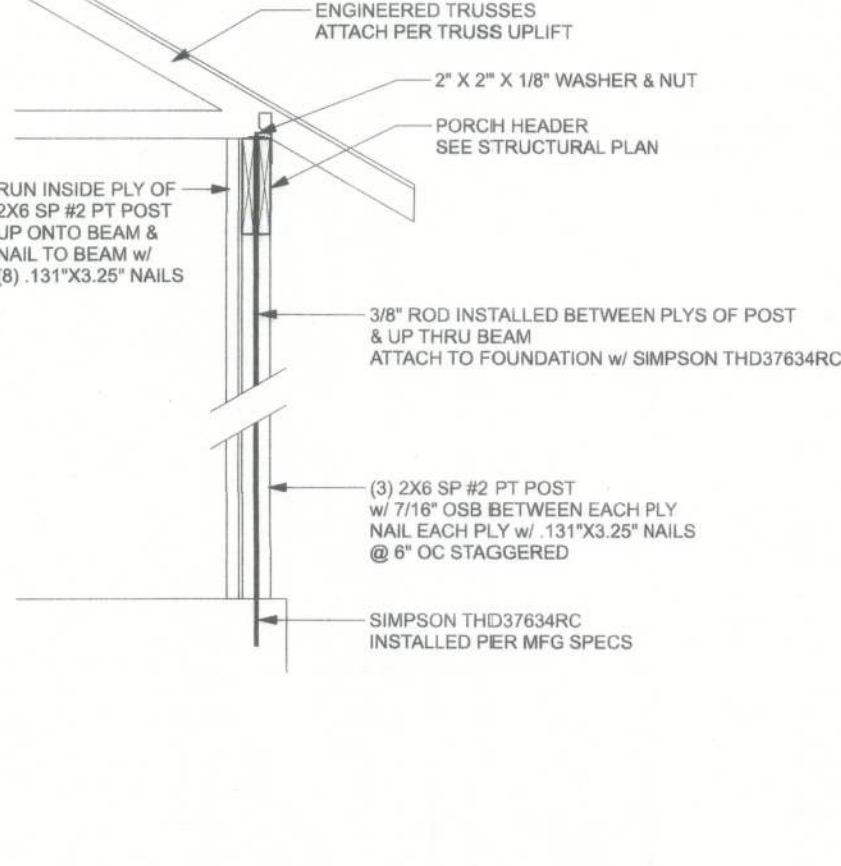 ENGINEERED TRUSSES
ATTACH PER TRUSS UPLIFT
2" X 2'" X 1/8" WASHER & NUT
PORCH HEADER
SEE STRUCTURAL PLAN
RUN INSIDE PLY OF
2X6 SP #2 PT POST
UP ONTO BEAM &
NAIL TO BEAM w/
(8) .131"X3.25" NAILS
3/8" ROD INSTALLED BETWEEN PLYS OF POST
& UP THRU BEAM
ATTACH TO FOUNDATION w/ SIMPSON THD37634RC
(3) 2X6 SP #2 PT POST
w/ 7/16" OSB BETWEEN EACH PLY
NAIL EACH PLY w/ .131"X3.25" NAILS
@ 6" OC STAGGERED
SIMPSON THD37634RC
INSTALLED PER MFG SPECS